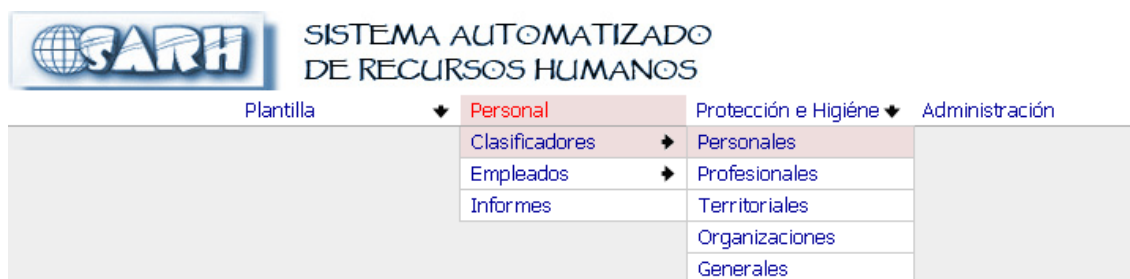 SARH
SISTEMA AUTOMATIZADO
DE RECURSOS HUMANOS
Plantilla Personal Protección e Higiéne Administración
Clasificadores Personales
Empleados Profesionales
Informes Territoriales
Organizaciones
Generales